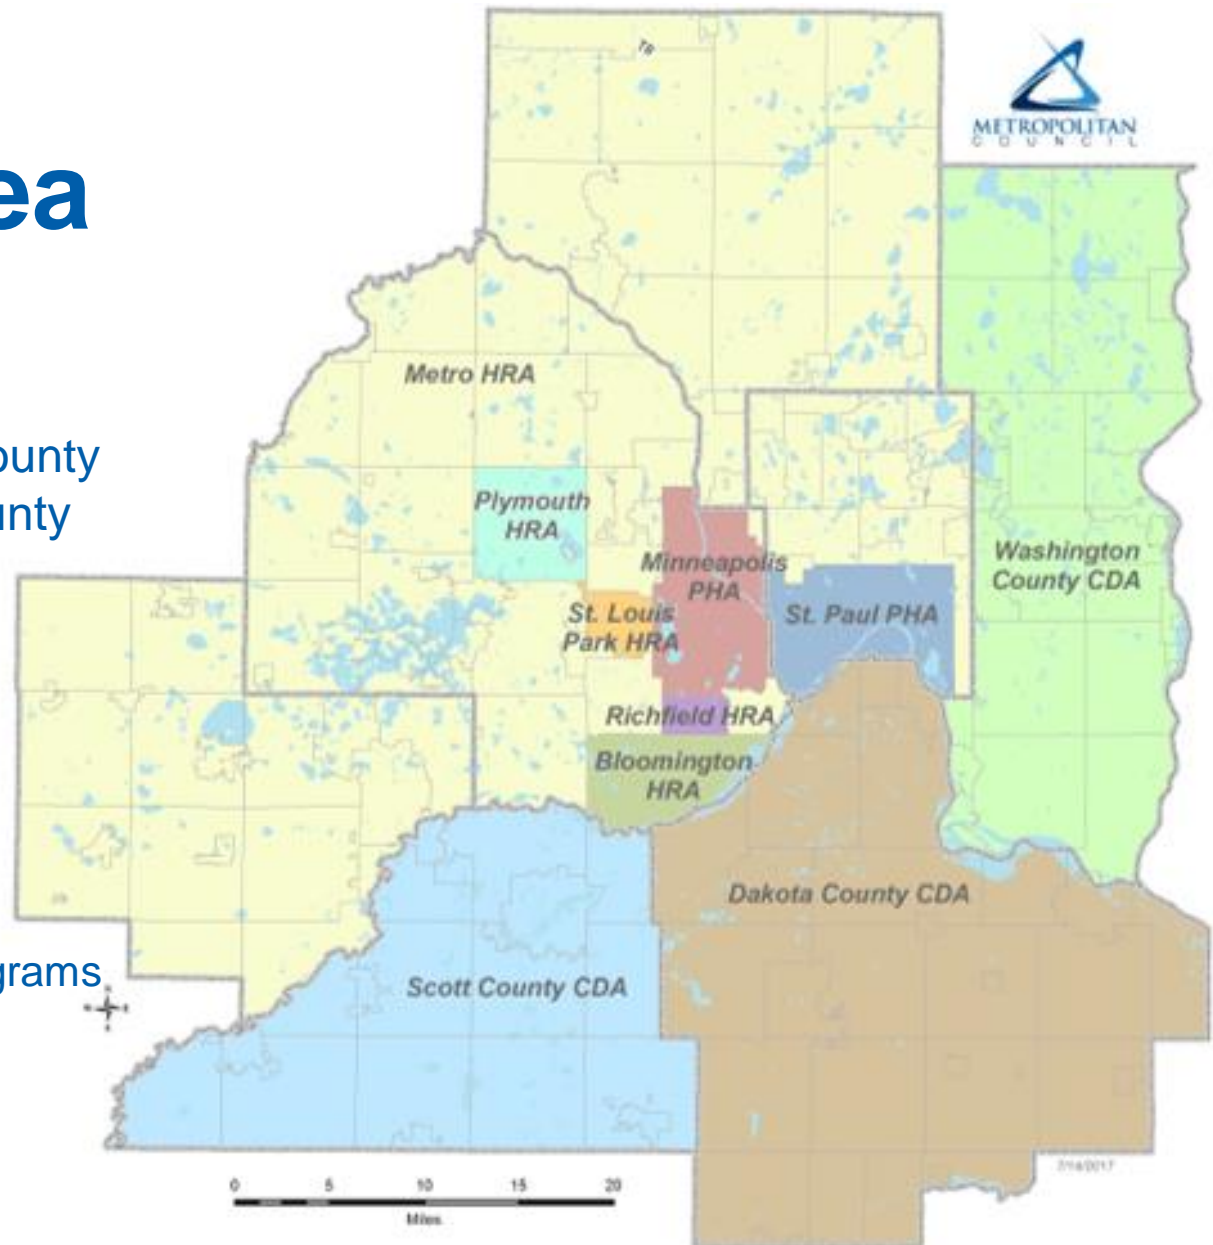 ea
METROPOLITAN
COUNCIL
Metro HRA
ounty
unty
Plymouth
HRA
Minneapolis
PHA
Washington
County CDA
St. Louis
Park HRA
St. Paul PHA
Richfield HRA
Bloomington
HRA
Dakota County CDA
grams
Scott County CDA
0 5 10 15 20
Miles